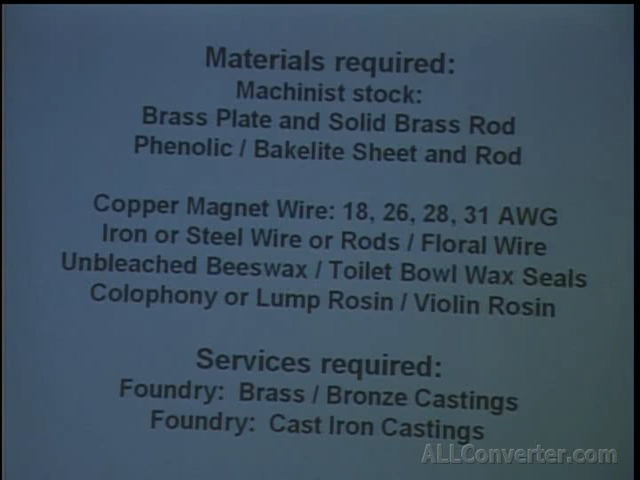 Materials required:
Machinist stock:
Brass Plate and Solid Brass Rod
Phenolic / Bakelite Sheet and Rod
Copper Magnet Wire: 18, 26, 28, 31 AWG
Iron or Steel Wire or Rods / Floral Wire
Unbleached Beeswax / Toilet Bowl Wax Seals
Colophony or Lump Rosin / Violin Rosin
Services required:
Foundry: Brass / Bronze Castings
Foundry: Cast Iron Castings
ALLConverter.com